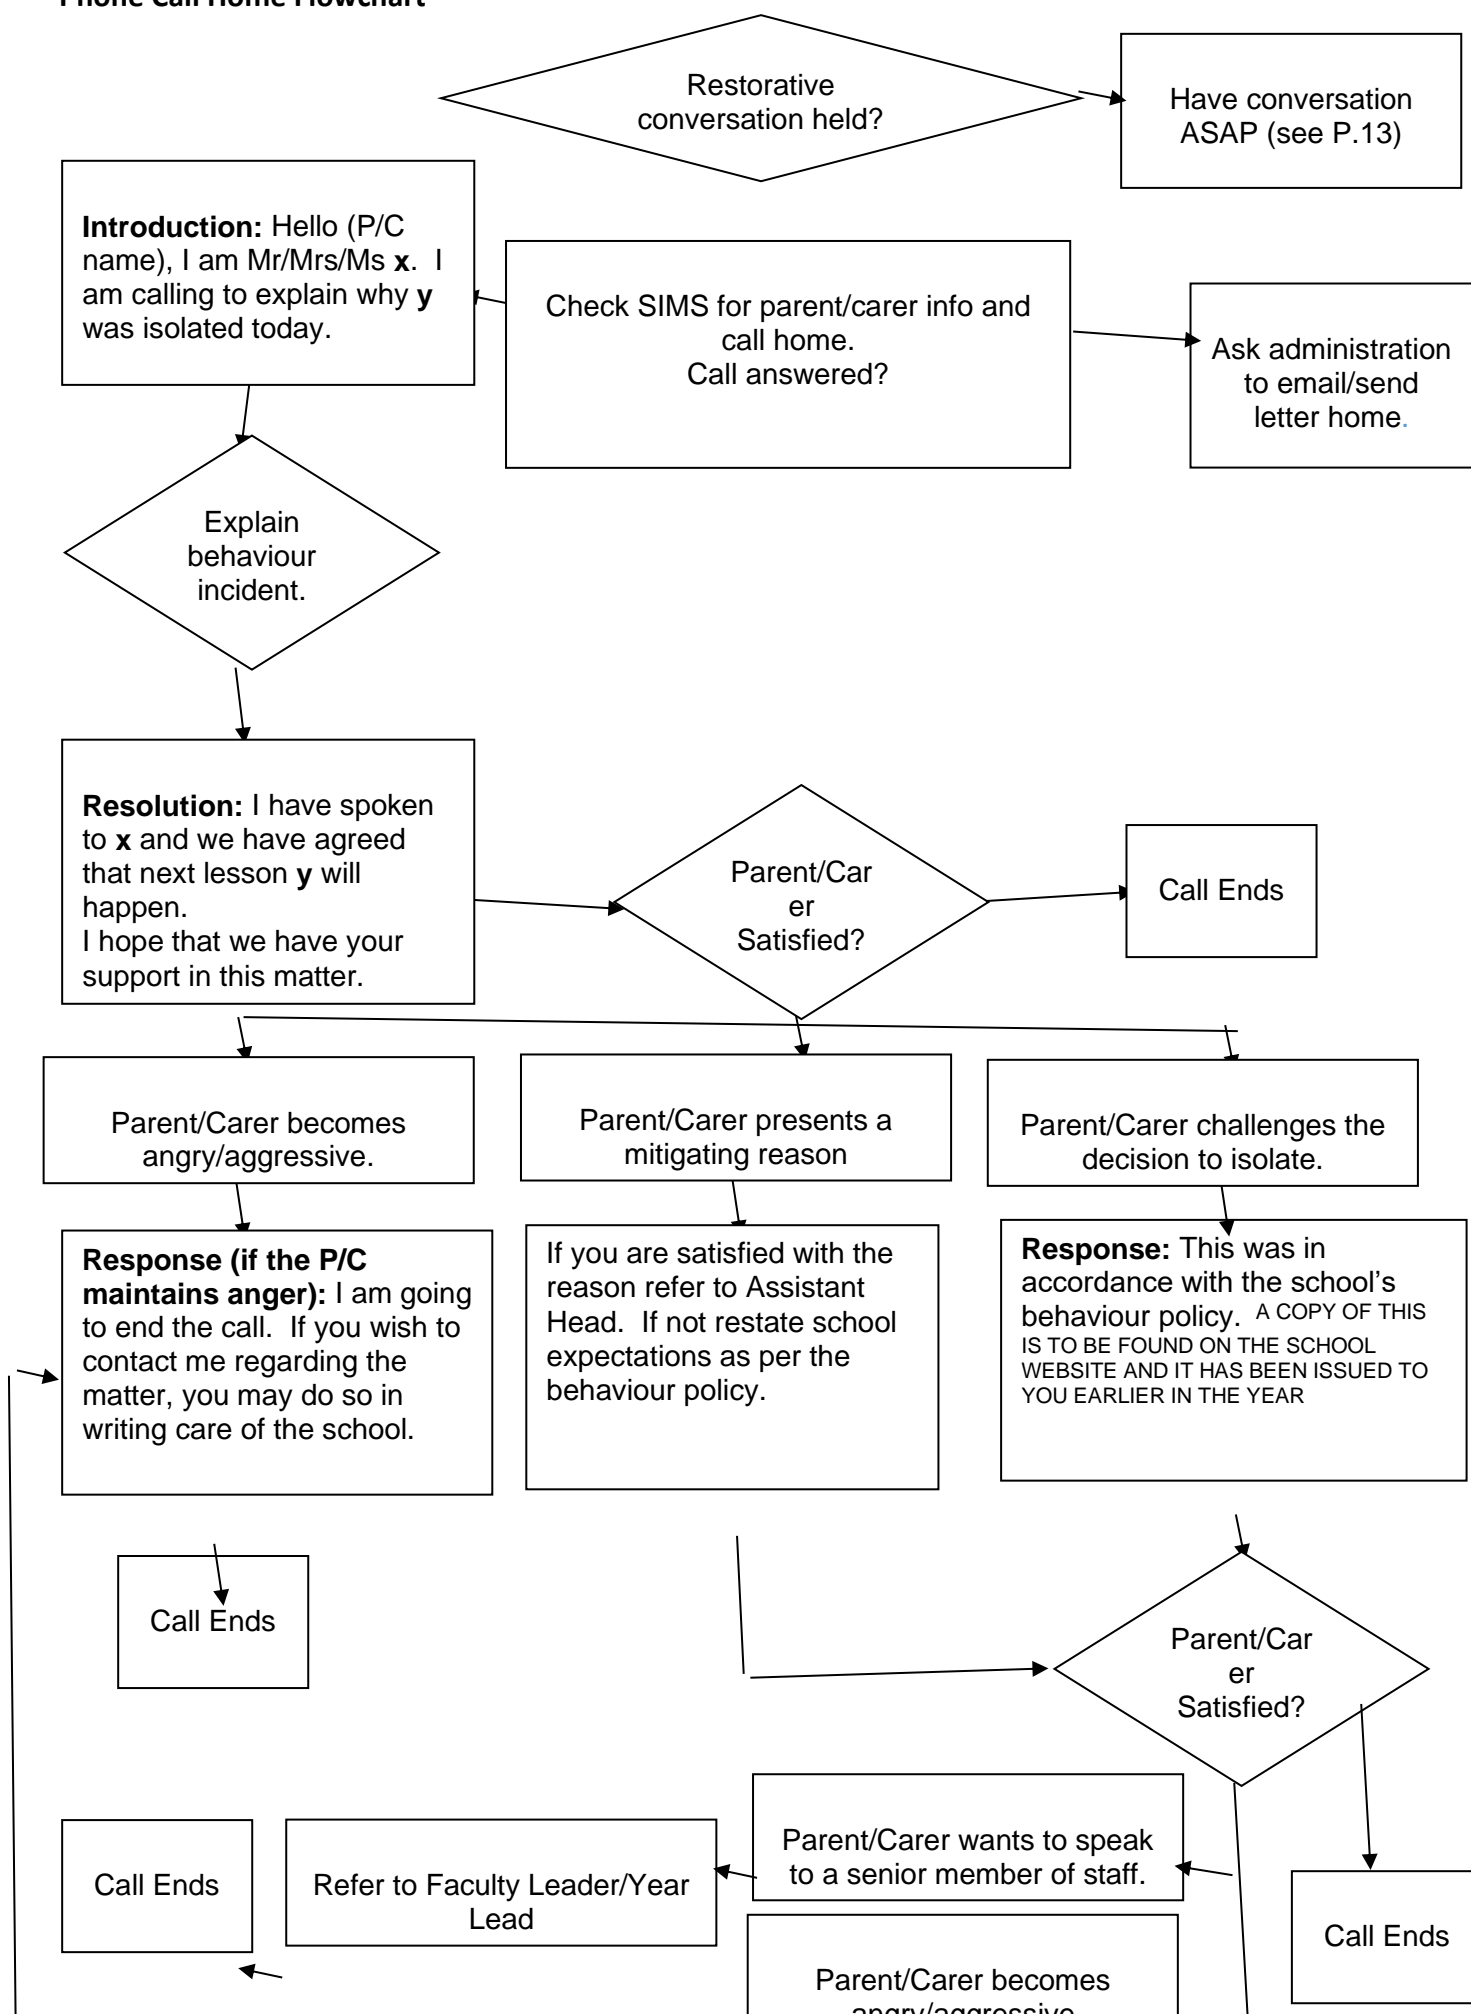 Phone Call Home Flowchart
Restorative
conversation held?
Have conversation
ASAP (see P.13)
Introduction: Hello (P/C
name), I am Mr/Mrs/Ms x. I
am calling to explain why y
was isolated today.
Check SIMS for parent/carer info and
call home.
Call answered?
Ask administration
to email/send
letter home.
Explain
behaviour
incident.
Resolution: I have spoken
to x and we have agreed
that next lesson y will
happen.
I hope that we have your
support in this matter.
Parent/Car
er
Satisfied?
Call Ends
Parent/Carer becomes
angry/aggressive.
Parent/Carer presents a
mitigating reason
Parent/Carer challenges the
decision to isolate.
Response (if the P/C
maintains anger): I am going
to end the call. If you wish to
contact me regarding the
matter, you may do so in
writing care of the school.
If you are satisfied with the
reason refer to Assistant
Head. If not restate school
expectations as per the
behaviour policy.
Response: This was in
accordance with the school's
behaviour policy. A COPY OF THIS
IS TO BE FOUND ON THE SCHOOL
WEBSITE AND IT HAS BEEN ISSUED TO
YOU EARLIER IN THE YEAR
Call Ends
Parent/Car
er
Satisfied?
Parent/Carer wants to speak
to a senior member of staff.
Refer to Faculty Leader/Year
Lead
Call Ends
Call Ends
Parent/Carer becomes
angry/aggressive